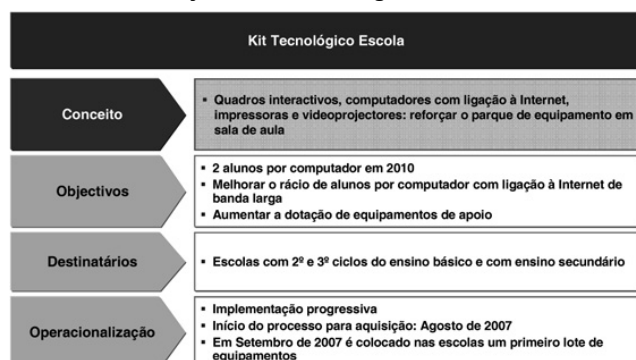 Kit Tecnológico Escola
Conceito
▪ Quadros interactivos, computadores com ligação à Internet,
impressoras e videoprojectores: reforçar o parque de equipamento em
sala de aula
Objectivos
▪ 2 alunos por computador em 2010
▪ Melhorar o rácio de alunos por computador com ligação à Internet de
banda larga
▪ Aumentar a dotação de equipamentos de apoio
Destinatários
▪ Escolas com 2º e 3º ciclos do ensino básico e com ensino secundário
Operacionalização
▪ Implementação progressiva
▪ Início do processo para aquisição: Agosto de 2007
▪ Em Setembro de 2007 é colocado nas escolas um primeiro lote de
equipamentos